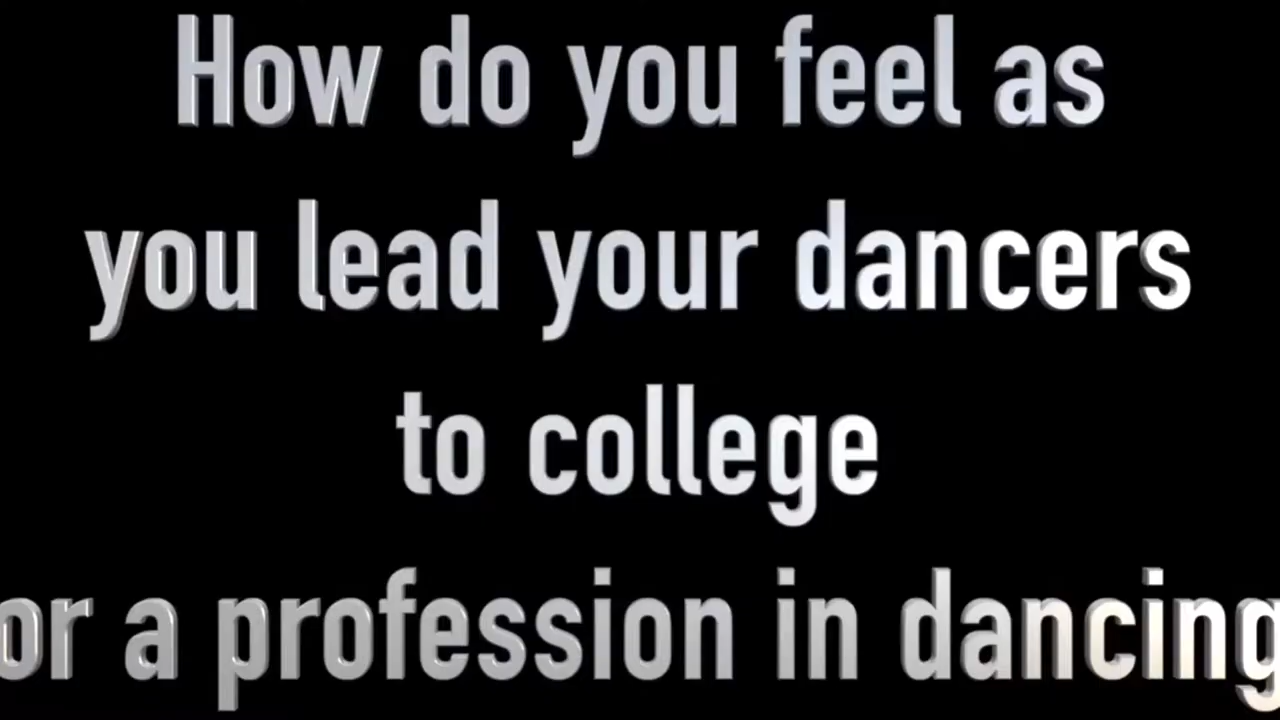 How do you feel as
you lead your dancers
to college
or a profession in dancing